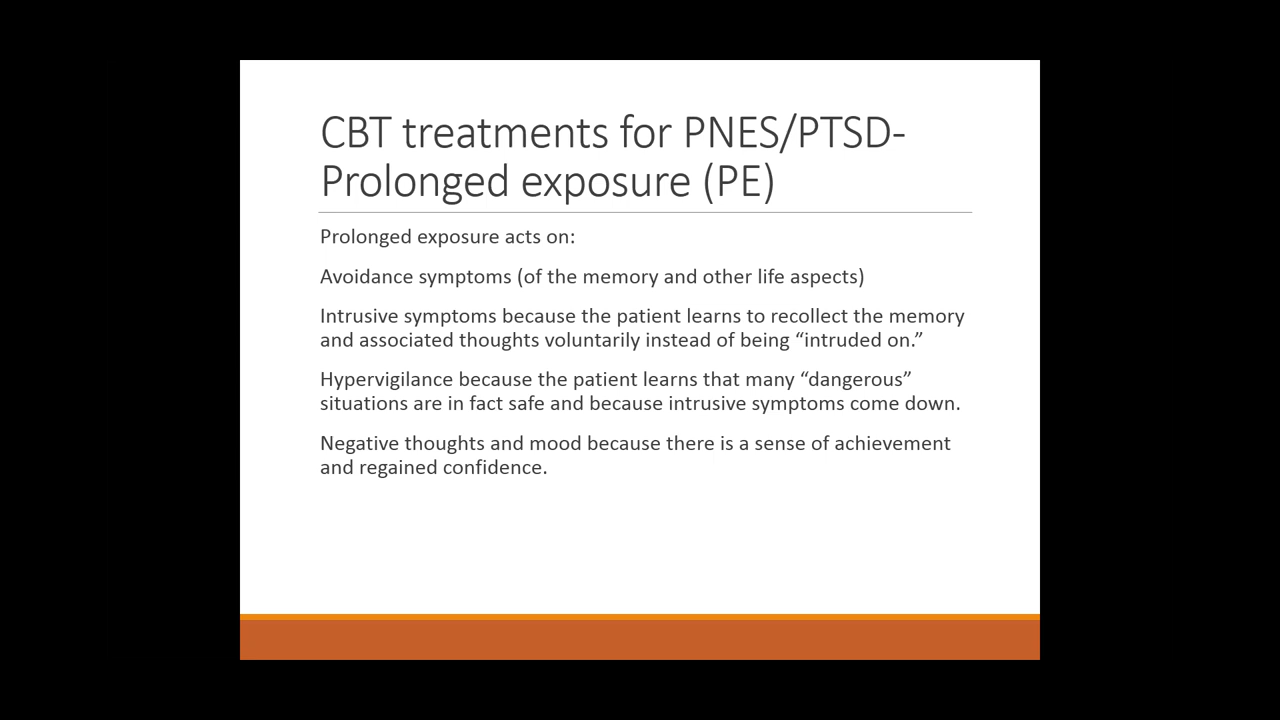 CBT treatments for PNES/PTSD-
Prolonged exposure (PE)
Prolonged exposure acts on:
Avoidance symptoms (of the memory and other life aspects)
Intrusive symptoms because the patient learns to recollect the memory
and associated thoughts voluntarily instead of being “intruded on.”
Hypervigilance because the patient learns that many “dangerous”
situations are in fact safe and because intrusive symptoms come down.
Negative thoughts and mood because there is a sense of achievement
and regained confidence.